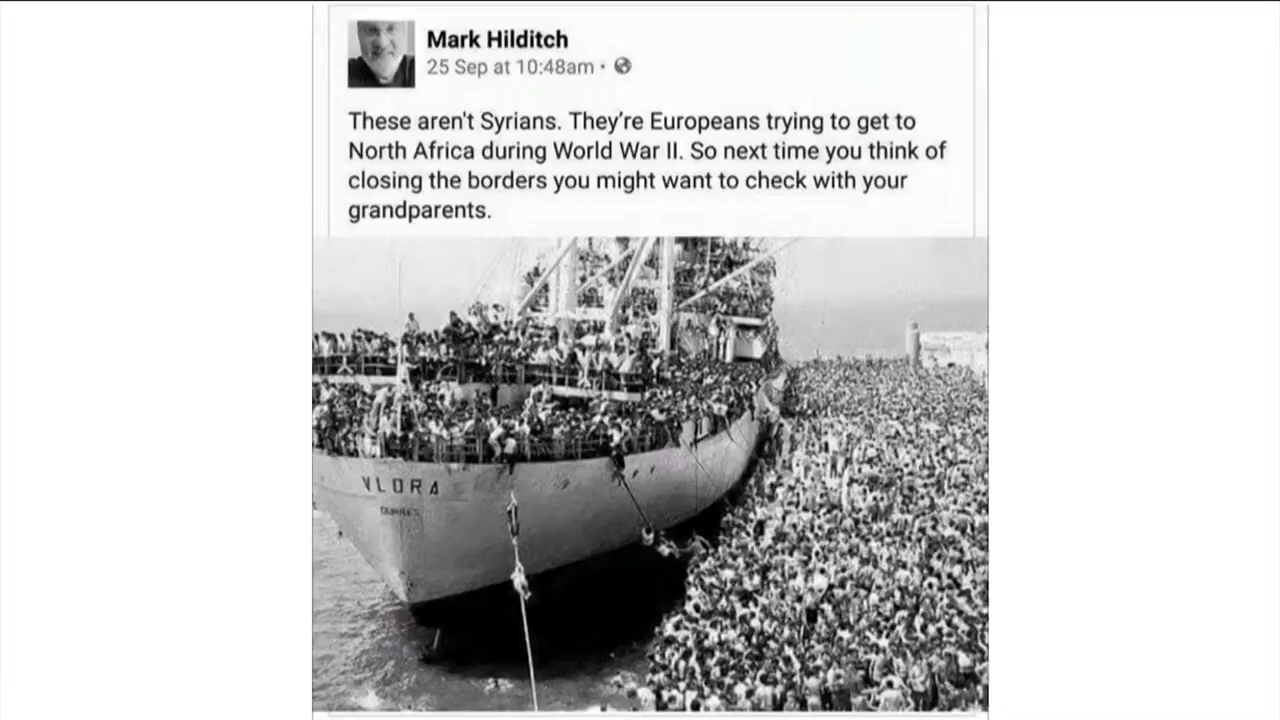 Mark Hilditch
25 Sep at 10:48am ·
These aren't Syrians. They're Europeans trying to get to
North Africa during World War II. So next time you think of
closing the borders you might want to check with your
grandparents.
VLORA
DURRES